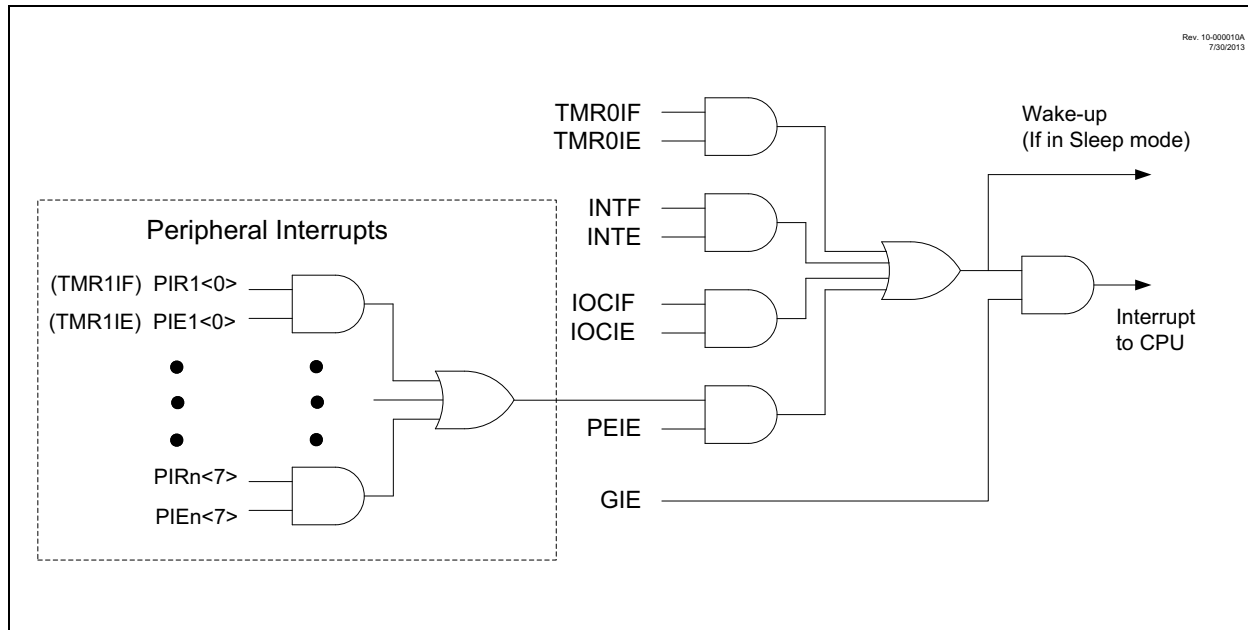 Rev. 10-000010A
7/30/2013
TMR0IF
TMR0IE
Wake-up
(If in Sleep mode)
INTF
INTE
Peripheral Interrupts
(TMR1IF) PIR1<0>
(TMR1IE) PIE1<0>
IOCIF
IOCIE
Interrupt
to CPU
PEIE
PIRn<7>
PIEn<7>
GIE